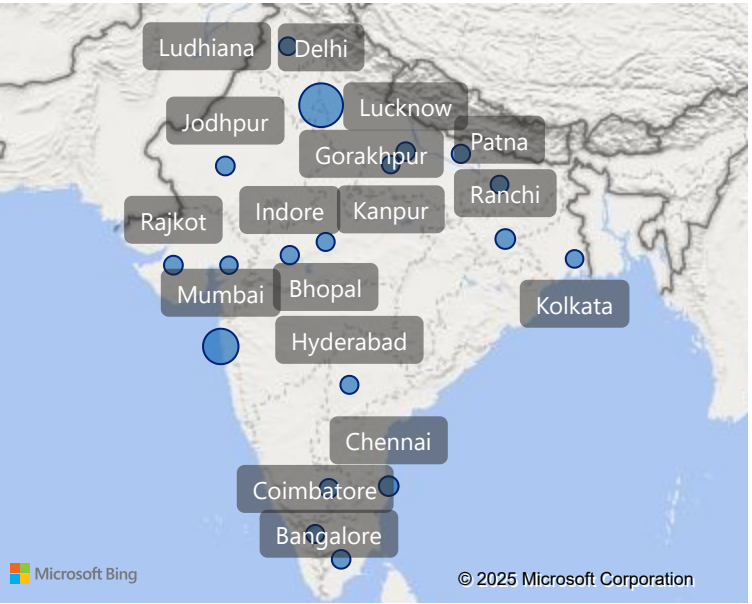 Ludhiana
Delhi
Lucknow
Jodhpur
Patna
Gorakhpur
Ranchi
Indore
Kanpur
Rajkot
Mumbai
Bhopal
Kolkata
Hyderabad
Chennai
Coimbatore
Bangalore
Microsoft Bing
© 2025 Microsoft Corporation